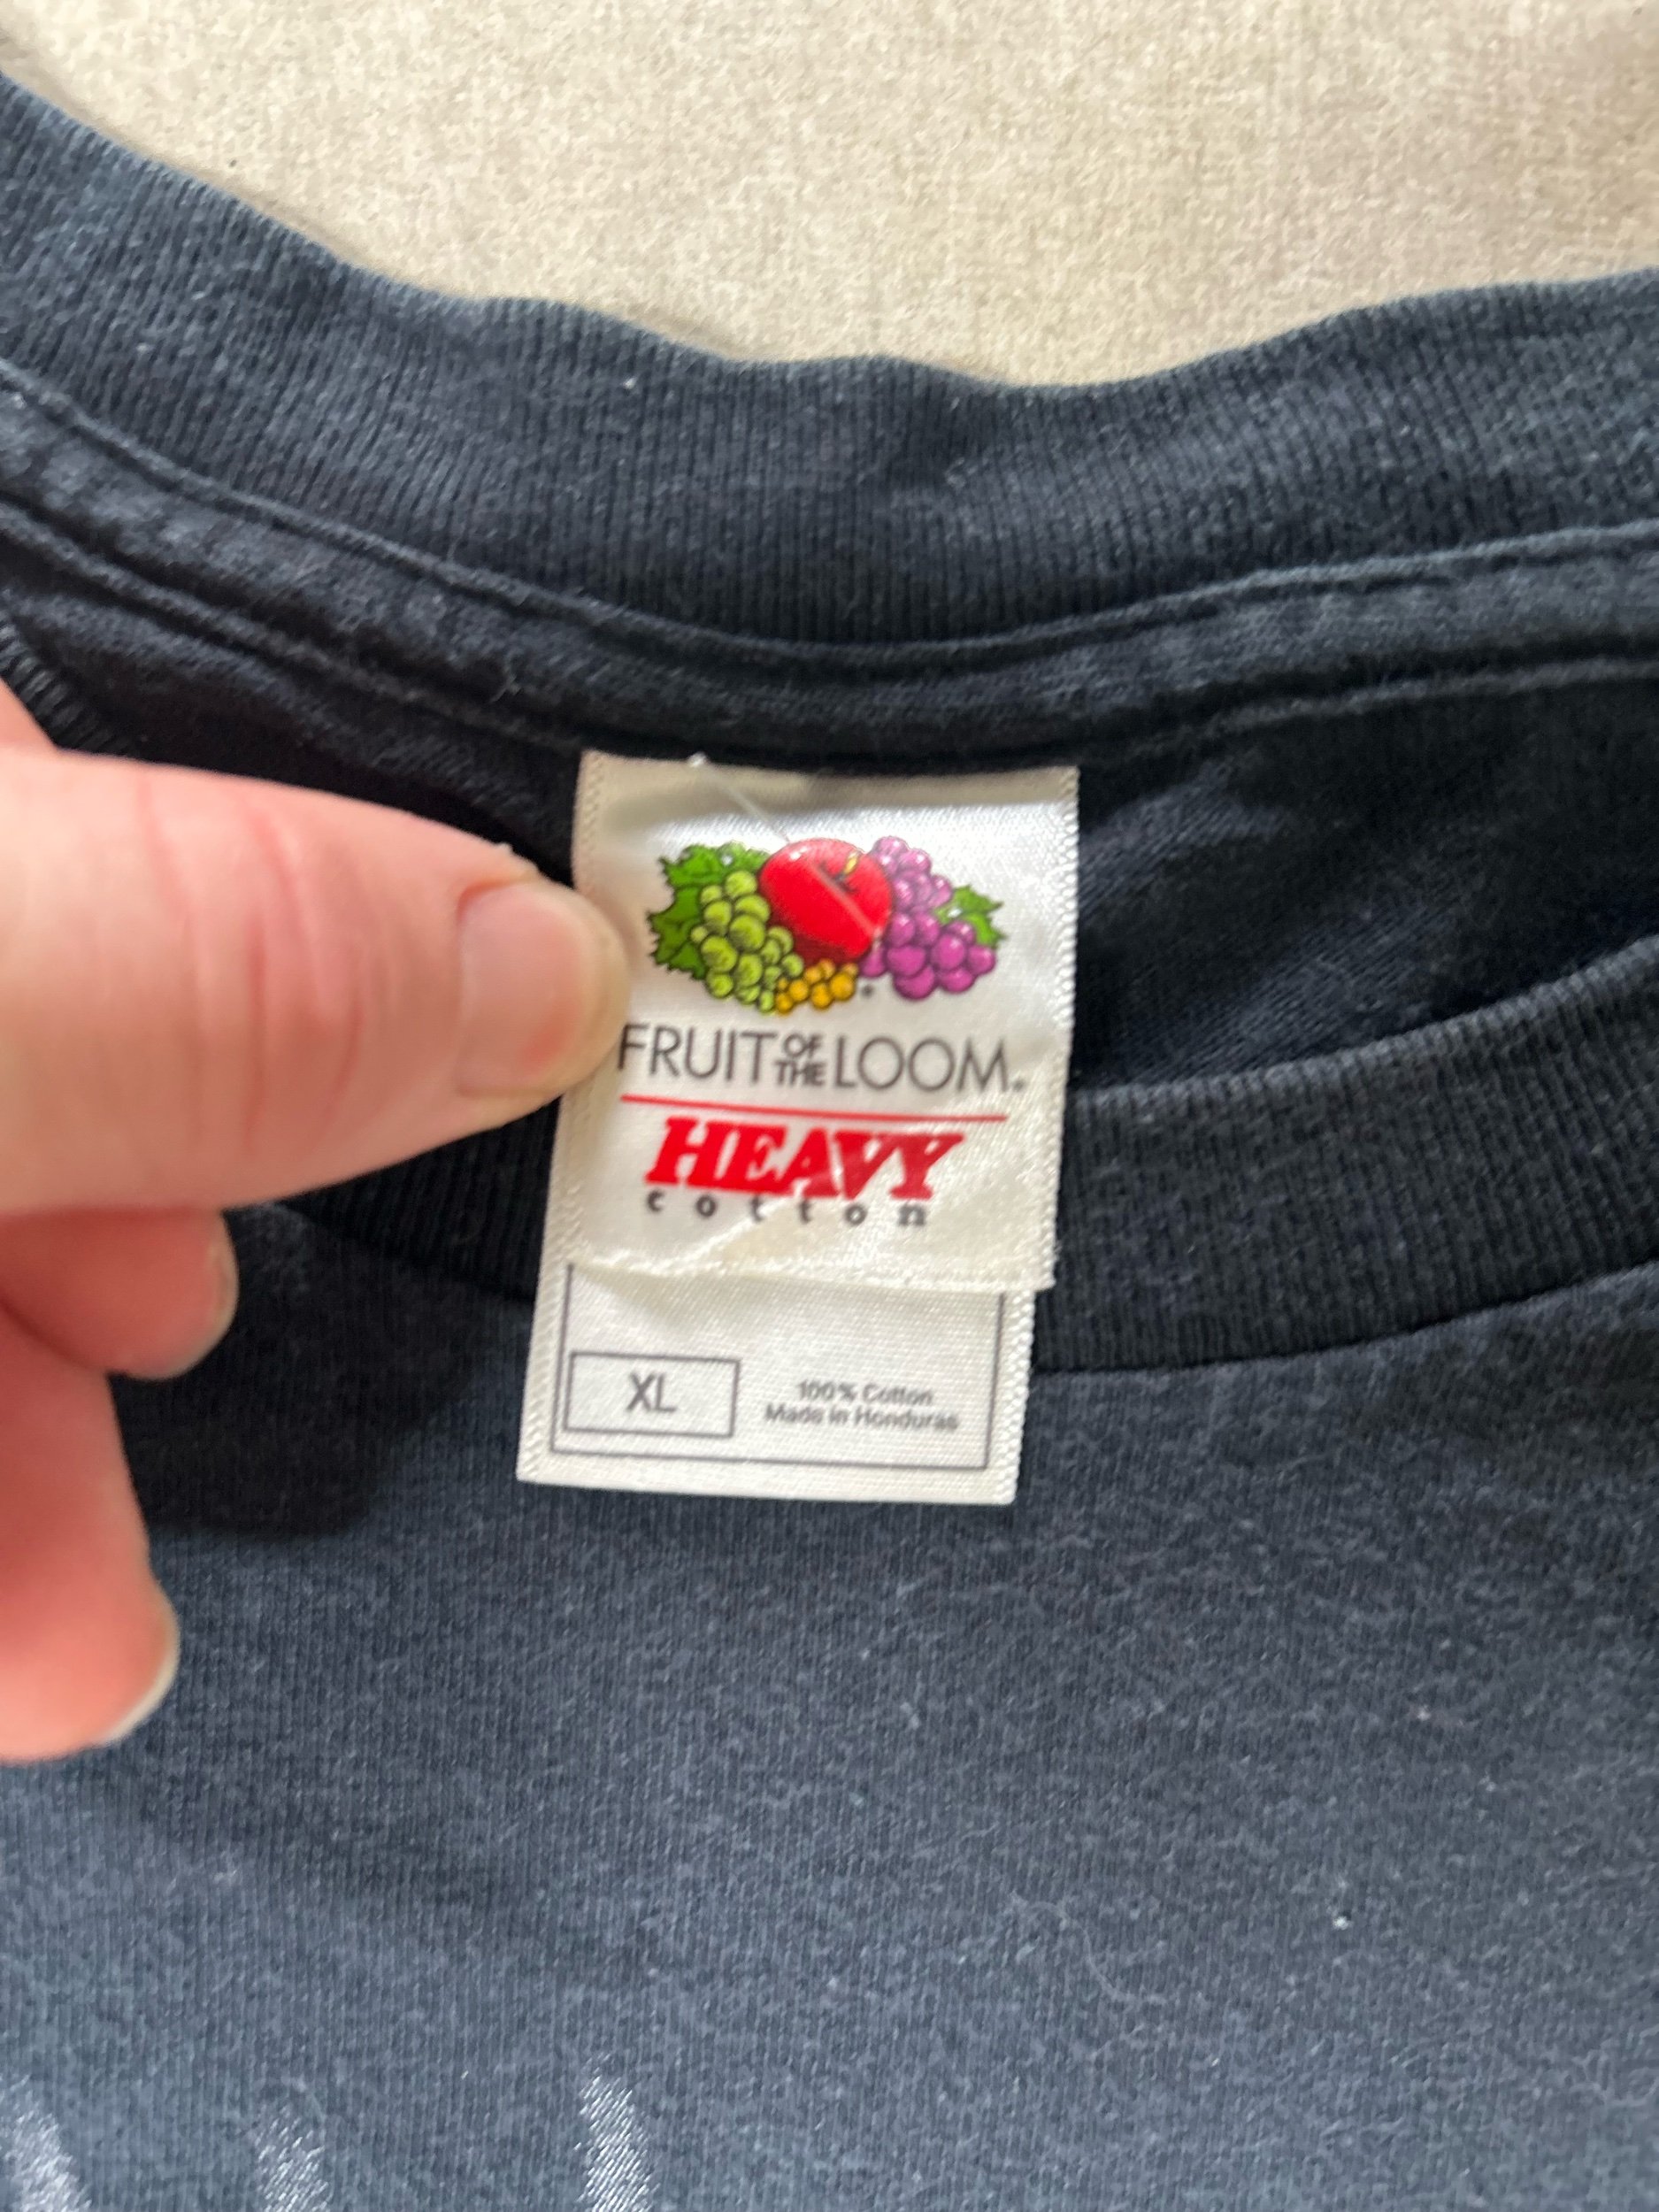 FRUIT OF THE LOOM®
HEAVY
cotton
XL
100% Cotton
Made in Honduras